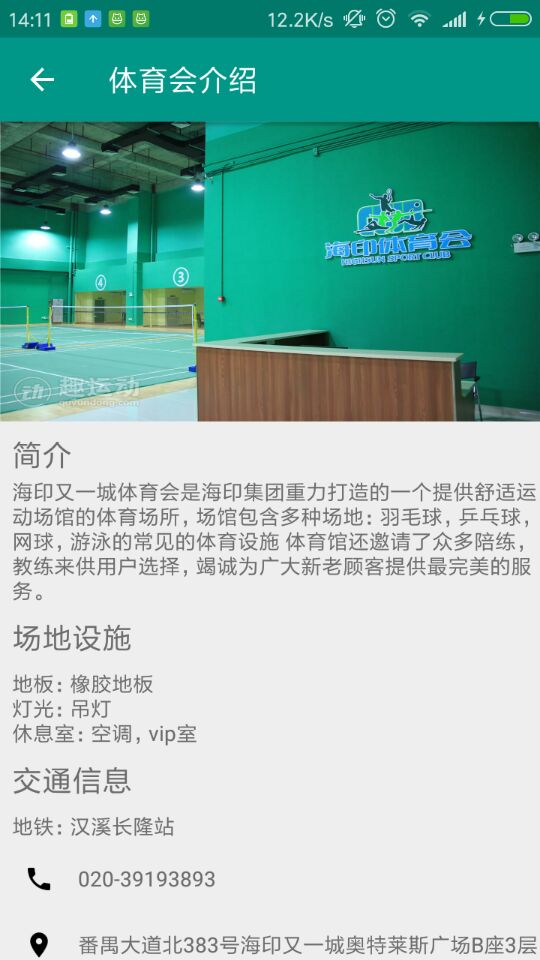 14:11
12.2K/s
体育会介绍
海印体育会
HIGHSUN SPORT CLUB
④
③
动 趣运动
quyundong.com
简介
海印又一城体育会是海印集团重力打造的一个提供舒适运
动场馆的体育场所，场馆包含多种场地：羽毛球，乒乓球，
网球，游泳的常见的体育设施 体育馆还邀请了众多陪练，
教练来供用户选择，竭诚为广大新老顾客提供最完美的服
务。
场地设施
地板：橡胶地板
灯光：吊灯
休息室：空调，vip室
交通信息
地铁：汉溪长隆站
020-39193893
番禺大道北383号海印又一城奥特莱斯广场B座3层